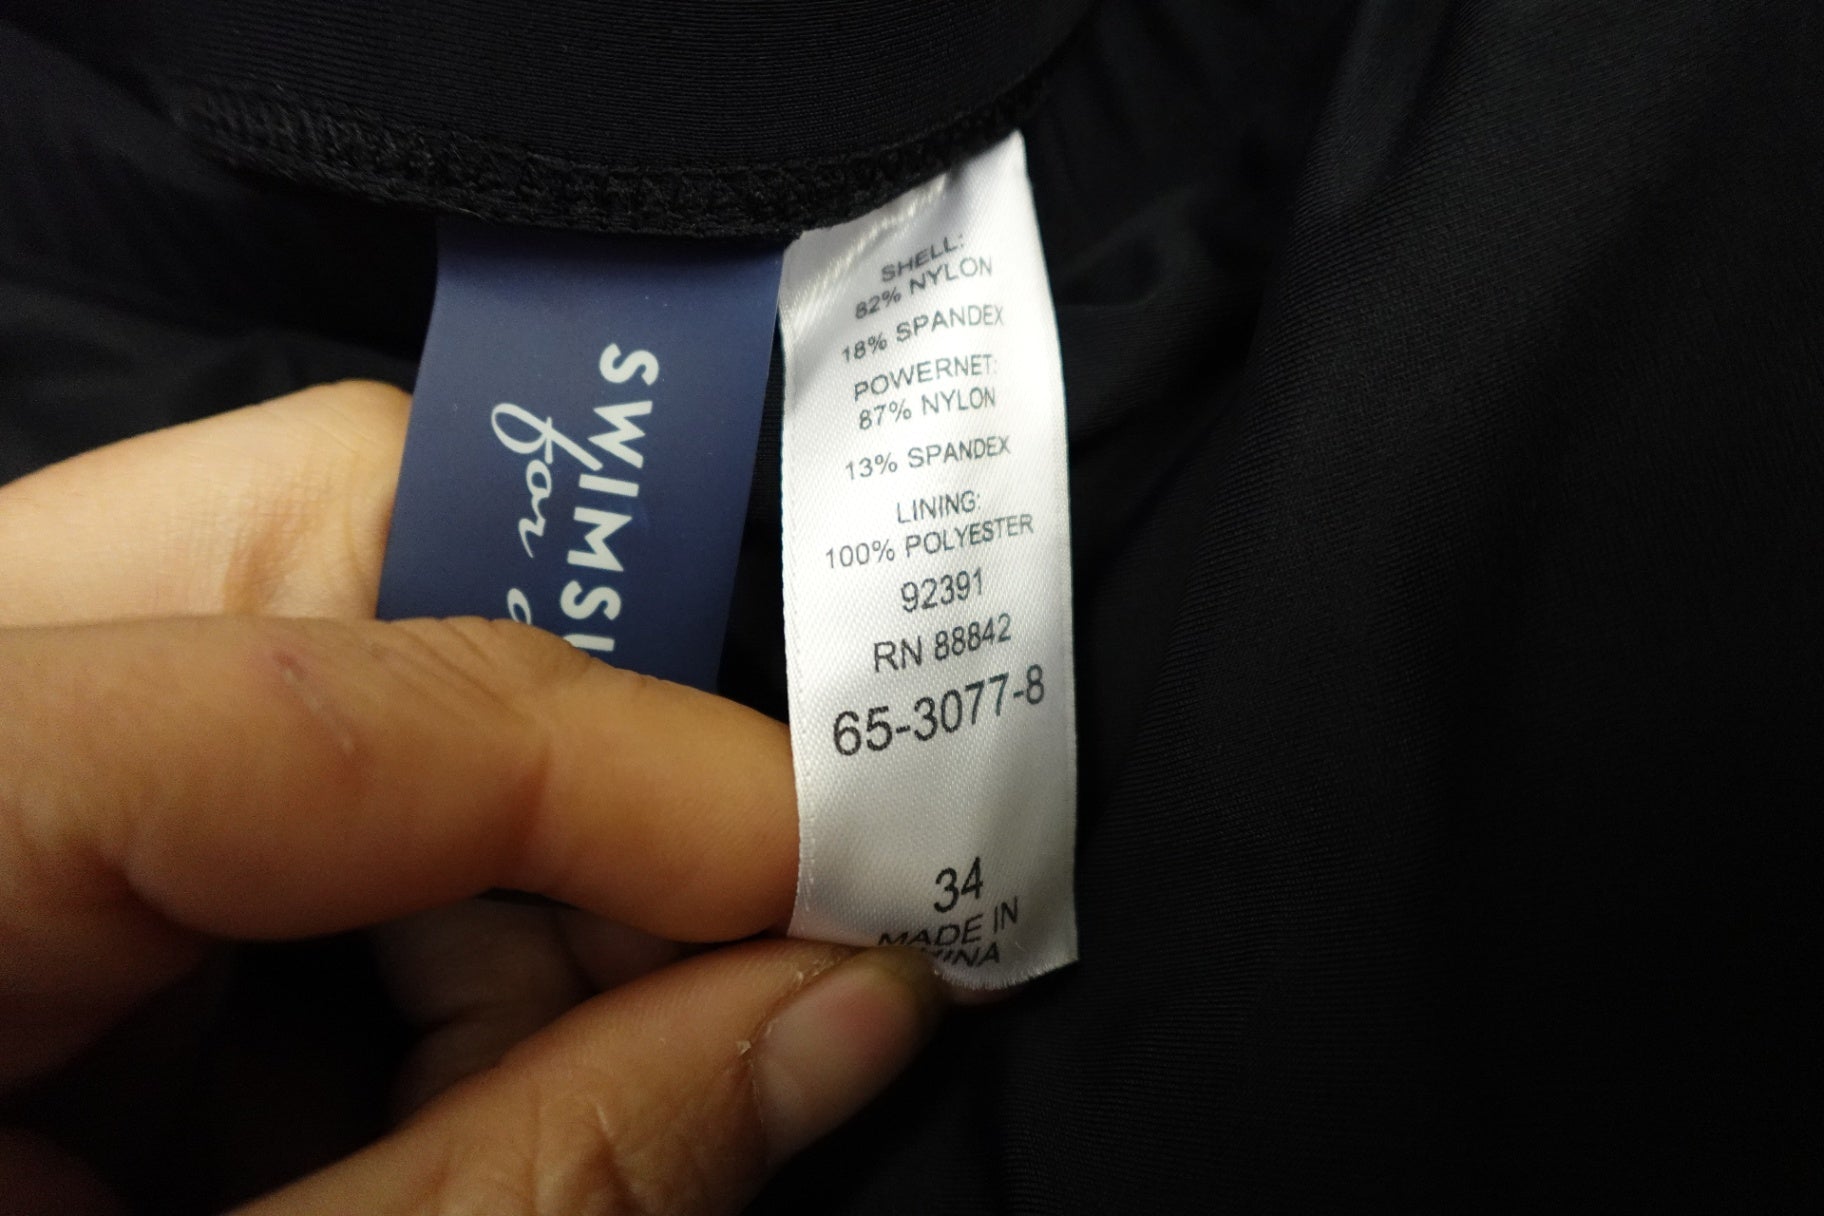 SWIMSU
for a
SHELL:
82% NYLON
18% SPANDEX
POWERNET:
87% NYLON
13% SPANDEX
LINING:
100% POLYESTER
92391
RN 88842
65-3077-8
34
MADE IN
HINA